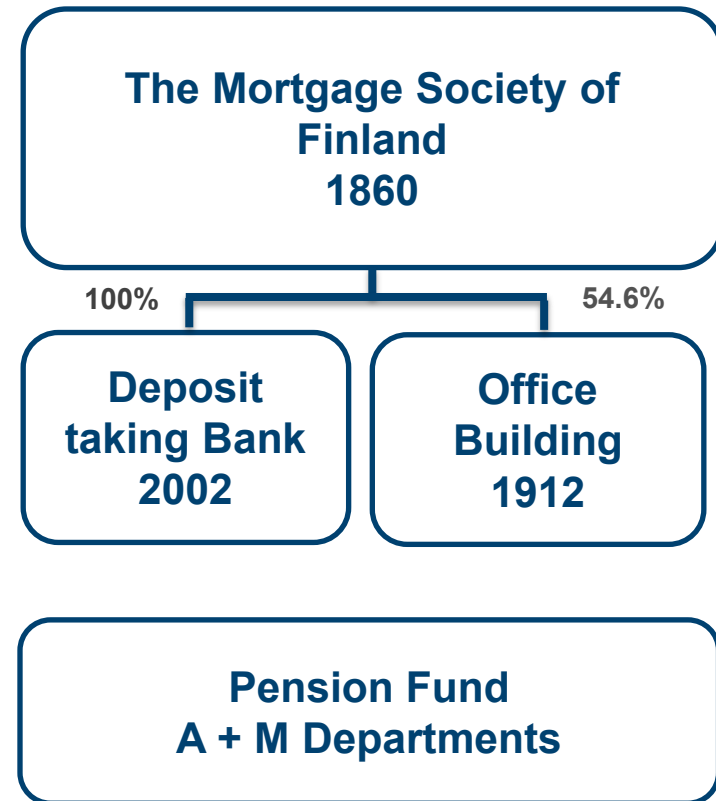 The Mortgage Society of
Finland
1860
100%
54.6%
Deposit
taking Bank
2002
Office
Building
1912
Pension Fund
A + M Departments